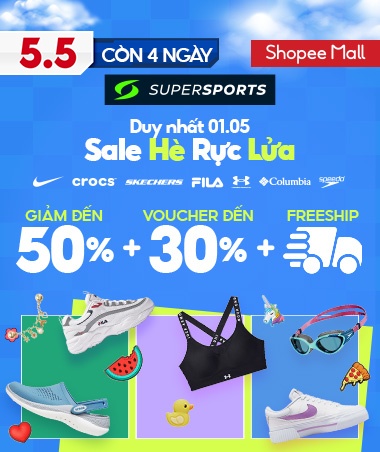 5.5 CÒN 4 NGÀY
Shopee Mall
SUPERSPORTS
Duy nhất 01.05
Sale Hè Rực Lửa
crocs SKECHERS FILA Columbia speedo
GIẢM ĐẾN VOUCHER ĐẾN FREESHIP
50% + 30% +